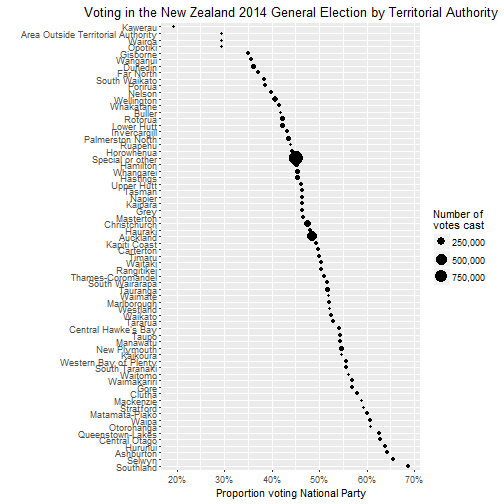 Voting in the New Zealand 2014 General Election by Territorial Authority
Kawerau
Area Outside Territorial Authority
Wairoa
Opotiki
Gisborne
Wanganui
Dunedin
Far North
South Waikato
Porirua
Nelson
Wellington
Whakatane
Buller
Rotorua
Lower Hutt
Invercargill
Palmerston North
Ruapehu
Horowhenua
Special or other
Hamilton
Whangarei
Hastings
Upper Hutt
Tasman
Napier
Kaipara
Grey
Masterton
Christchurch
Hauraki
Auckland
Kapiti Coast
Carterton
Timaru
Waitaki
Rangitikei
Thames-Coromandel
South Wairarapa
Tauranga
Waimate
Marlborough
Westland
Waikato
Tararua
Central Hawke's Bay
Taupo
Manawatu
New Plymouth
Kaikoura
Western Bay of Plenty
South Taranaki
Waitomo
Waimakariri
Gore
Clutha
Mackenzie
Stratford
Matamata-Piako
Waipa
Otorohanga
Queenstown-Lakes
Central Otago
Hurunui
Ashburton
Selwyn
Southland
20%
30%
40%
50%
60%
70%
Proportion voting National Party
Number of
votes cast
250,000
500,000
750,000